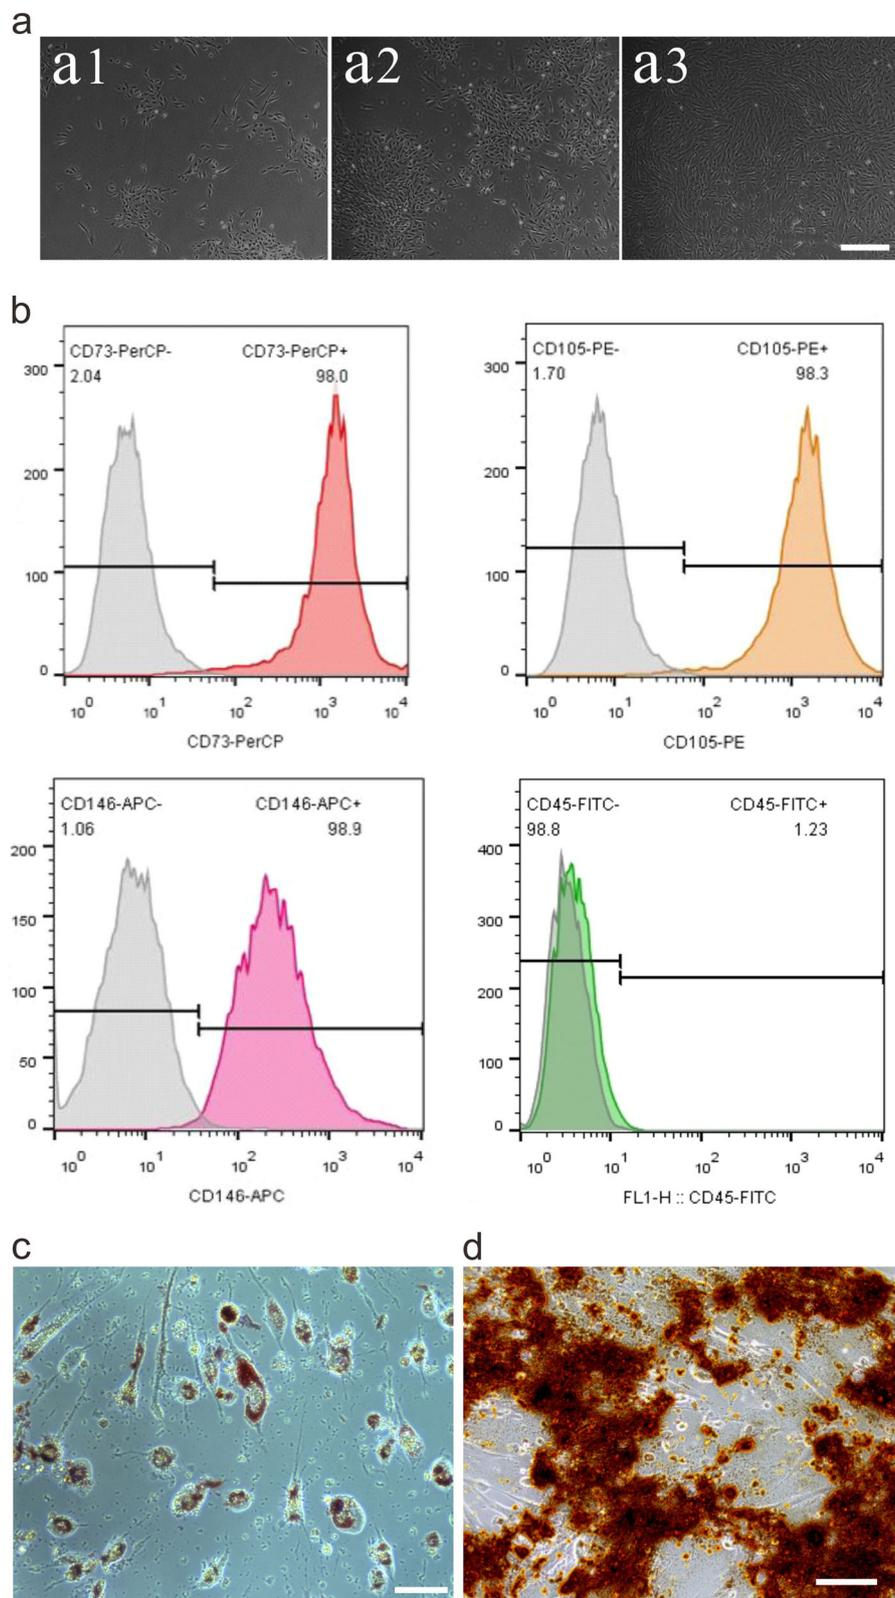 a
a1
a2
a3
b
CD73-PerCP-
2.04
CD73-PerCP+
98.0
300
200
100
0
10^0 10^1 10^2 10^3 10^4
CD73-PerCP
CD105-PE-
1.70
CD105-PE+
98.3
300
200
100
0
10^0 10^1 10^2 10^3 10^4
CD105-PE
CD146-APC-
1.06
CD146-APC+
98.9
200
150
100
50
0
10^0 10^1 10^2 10^3 10^4
CD146-APC
CD45-FITC-
98.8
CD45-FITC+
1.23
400
300
200
100
0
10^0 10^1 10^2 10^3 10^4
FL1-H :: CD45-FITC
c
d